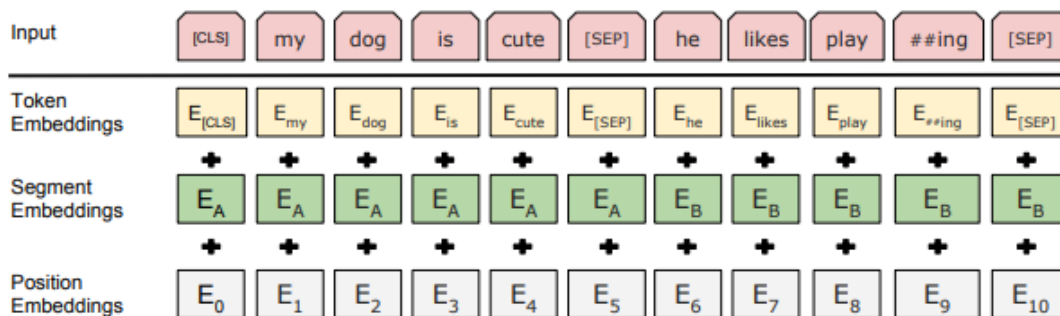 Input [CLS] my dog is cute [SEP] he likes play ##ing [SEP]
Token
Embeddings
E[CLS] Emy Edog Eis Ecute E[SEP] Ehe Elikes Eplay E##ing E[SEP]
+ + + + + + + + + + +
Segment
Embeddings
EA EA EA EA EA EA EB EB EB EB EB
+ + + + + + + + + + +
Position
Embeddings
E0 E1 E2 E3 E4 E5 E6 E7 E8 E9 E10